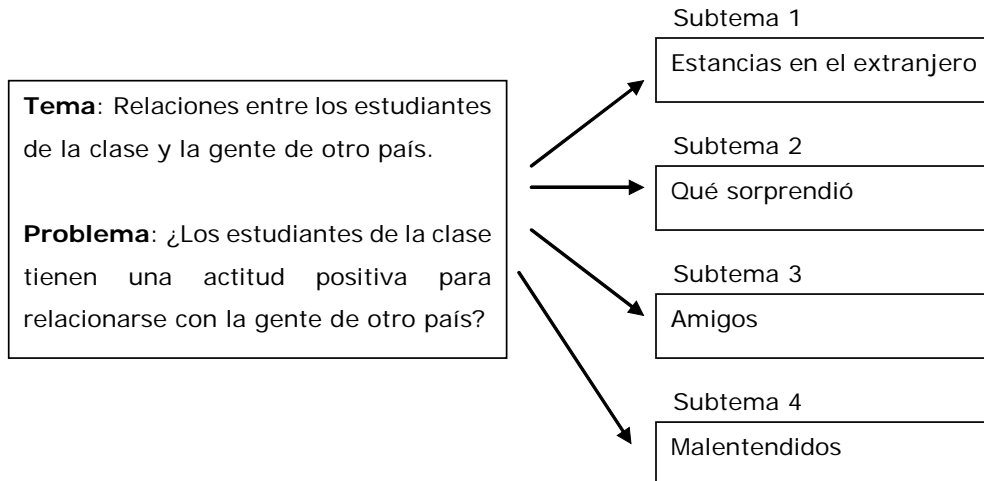 Tema: Relaciones entre los estudiantes
de la clase y la gente de otro país.
Problema: ¿Los estudiantes de la clase
tienen una actitud positiva para
relacionarse con la gente de otro país?
Subtema 1
Estancias en el extranjero
Subtema 2
Qué sorprendió
Subtema 3
Amigos
Subtema 4
Malentendidos